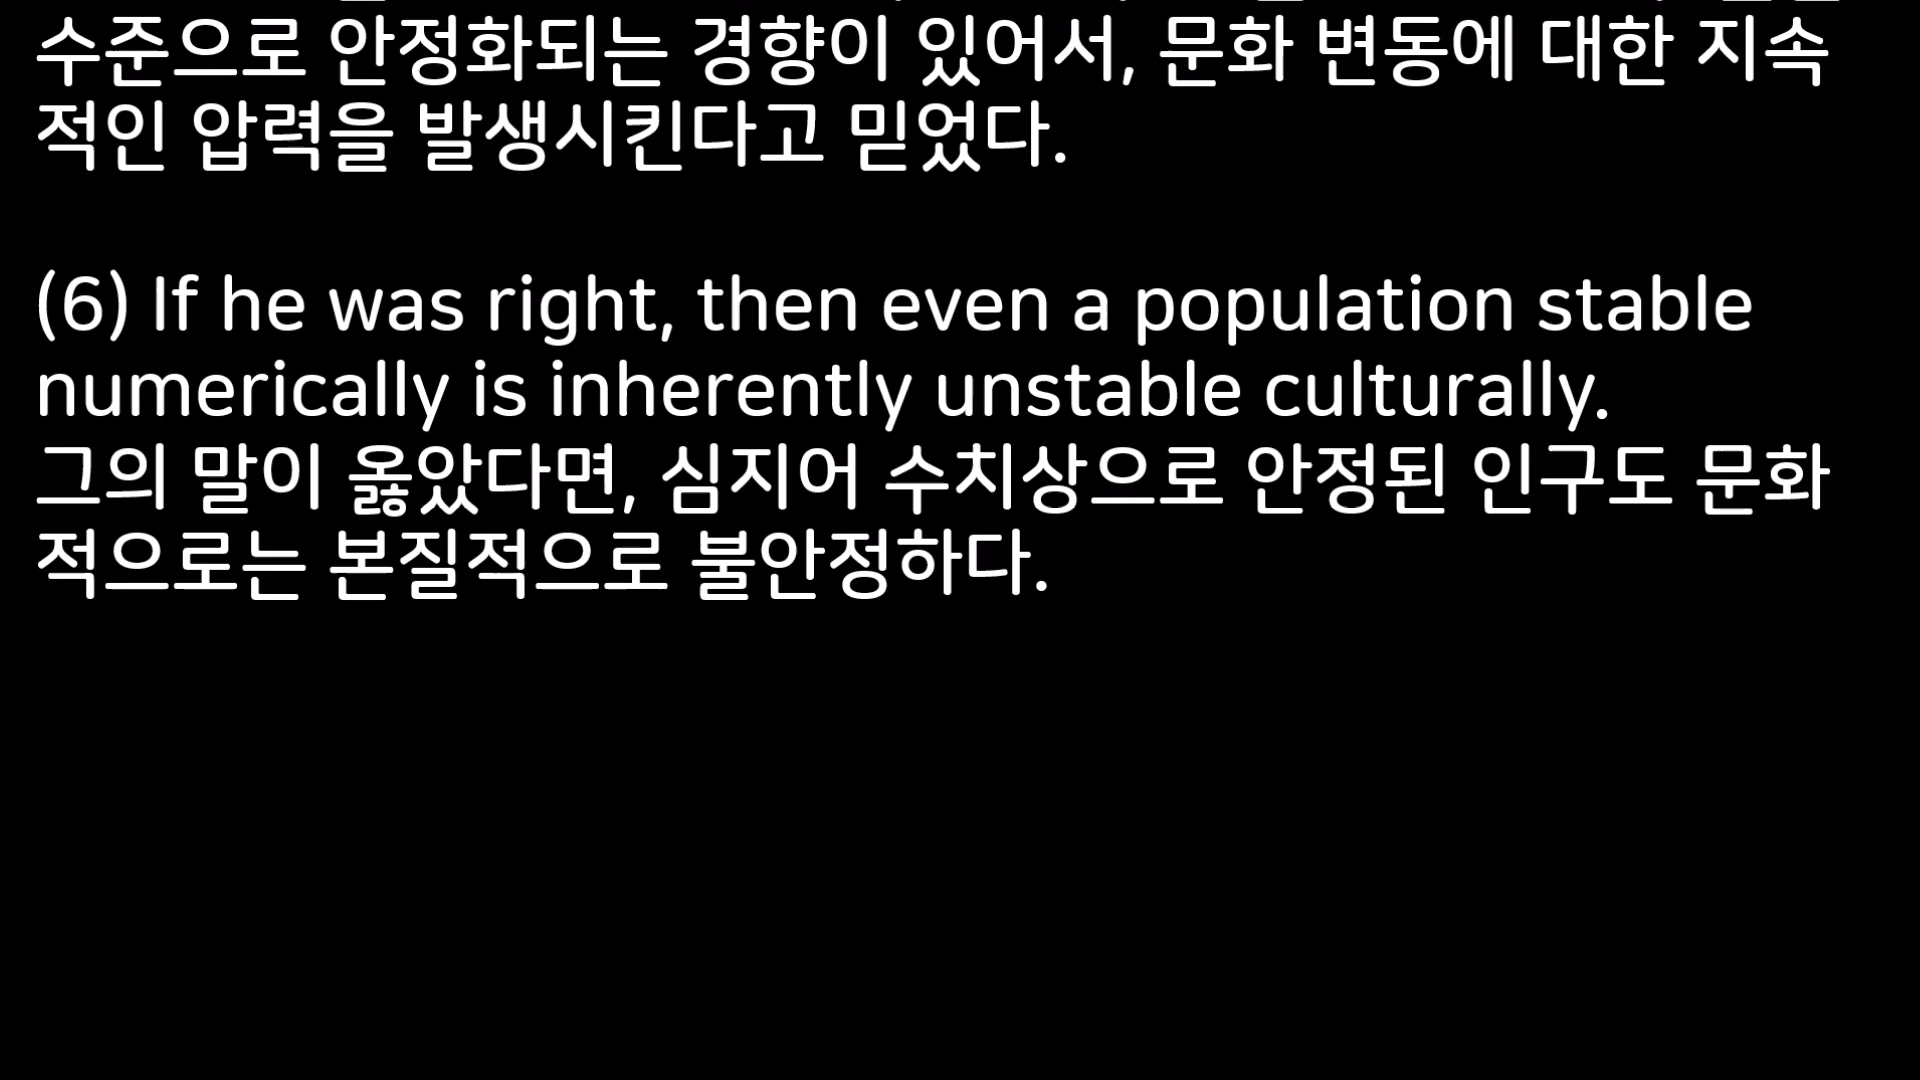 수준으로 안정화되는 경향이 있어서, 문화 변동에 대한 지속
적인 압력을 발생시킨다고 믿었다.
(6) If he was right, then even a population stable
numerically is inherently unstable culturally.
그의 말이 옳았다면, 심지어 수치상으로 안정된 인구도 문화
적으로는 본질적으로 불안정하다.